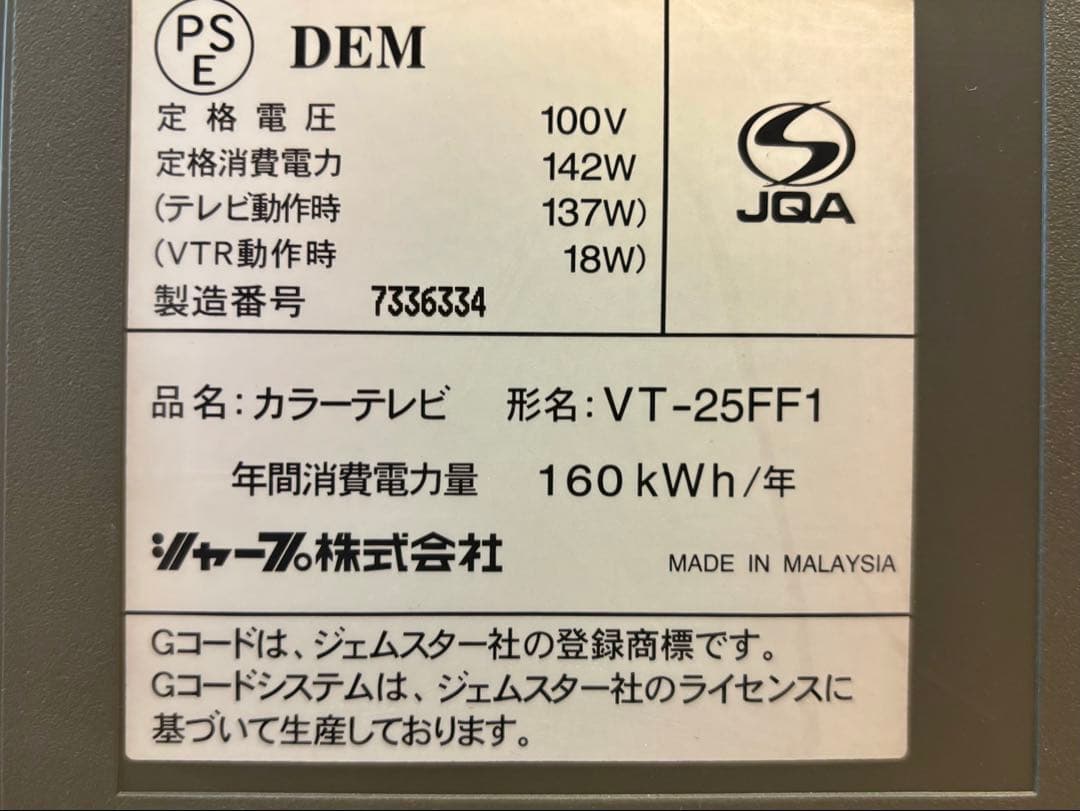 PSE DEM
定格電圧 100V
定格消費電力 142W
(テレビ動作時 137W)
(VTR動作時 18W)
製造番号 7336334
JQA
品名:カラーテレビ 形名:VT-25FF1
年間消費電力量 160kWh/年
シャープ株式会社 MADE IN MALAYSIA
Gコードは、ジェムスター社の登録商標です。
Gコードシステムは、ジェムスター社のライセンスに
基づいて生産しております。